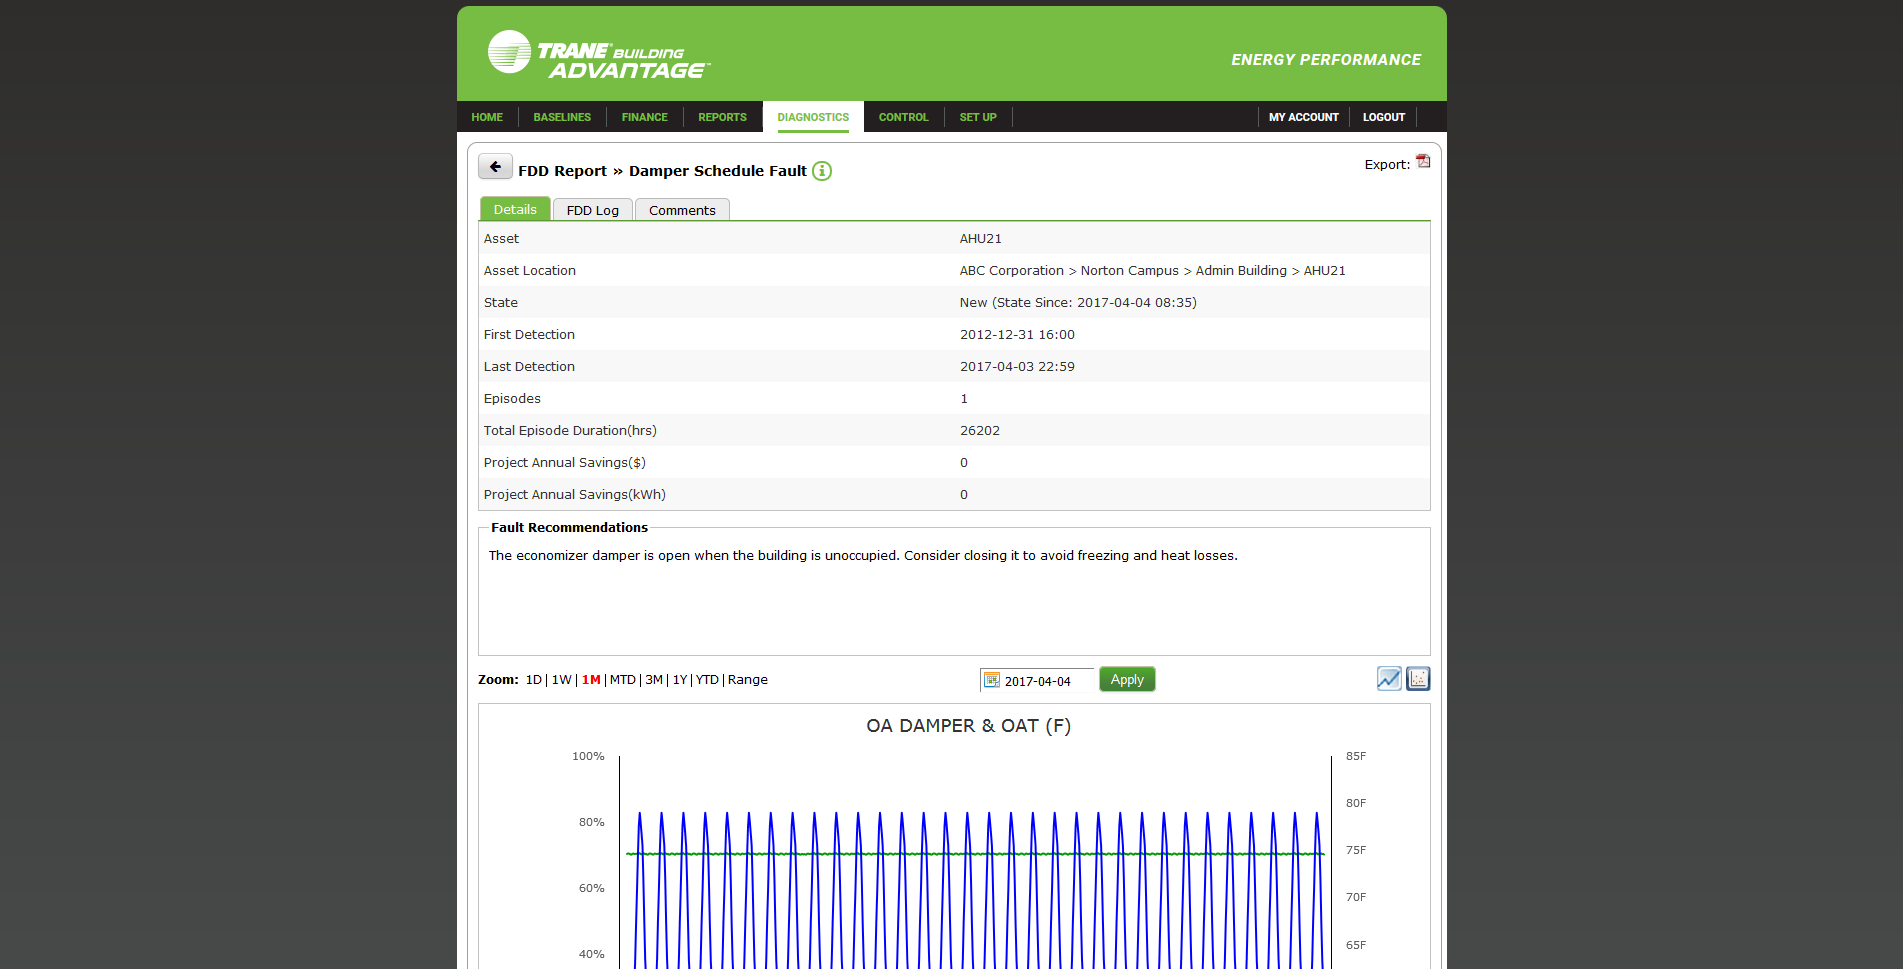 TRANE® BUILDING
ADVANTAGE™
ENERGY PERFORMANCE
HOME BASELINES FINANCE REPORTS DIAGNOSTICS CONTROL SET UP MY ACCOUNT LOGOUT
FDD Report » Damper Schedule Fault i
Export:
Details FDD Log Comments
Asset AHU21
Asset Location ABC Corporation > Norton Campus > Admin Building > AHU21
State New (State Since: 2017-04-04 08:35)
First Detection 2012-12-31 16:00
Last Detection 2017-04-03 22:59
Episodes 1
Total Episode Duration(hrs) 26202
Project Annual Savings($) 0
Project Annual Savings(kWh) 0
Fault Recommendations
The economizer damper is open when the building is unoccupied. Consider closing it to avoid freezing and heat losses.
Zoom: 1D | 1W | 1M | MTD | 3M | 1Y | YTD | Range 2017-04-04 Apply
OA DAMPER & OAT (F)
100% 85F
80F
80%
75F
60%
70F
65F
40%